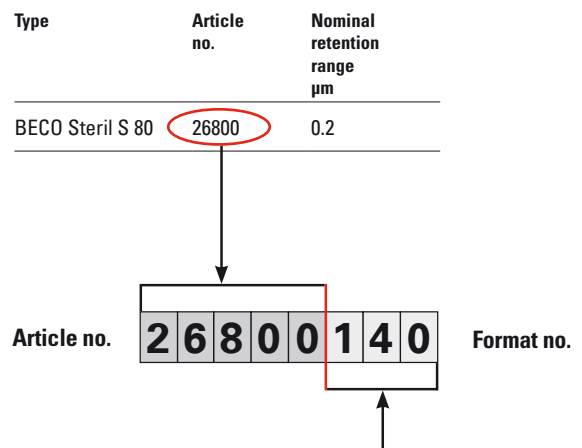 Type Article no. Nominal retention range µm
BECO Steril S 80 26800 0.2
Article no. 26800140 Format no.